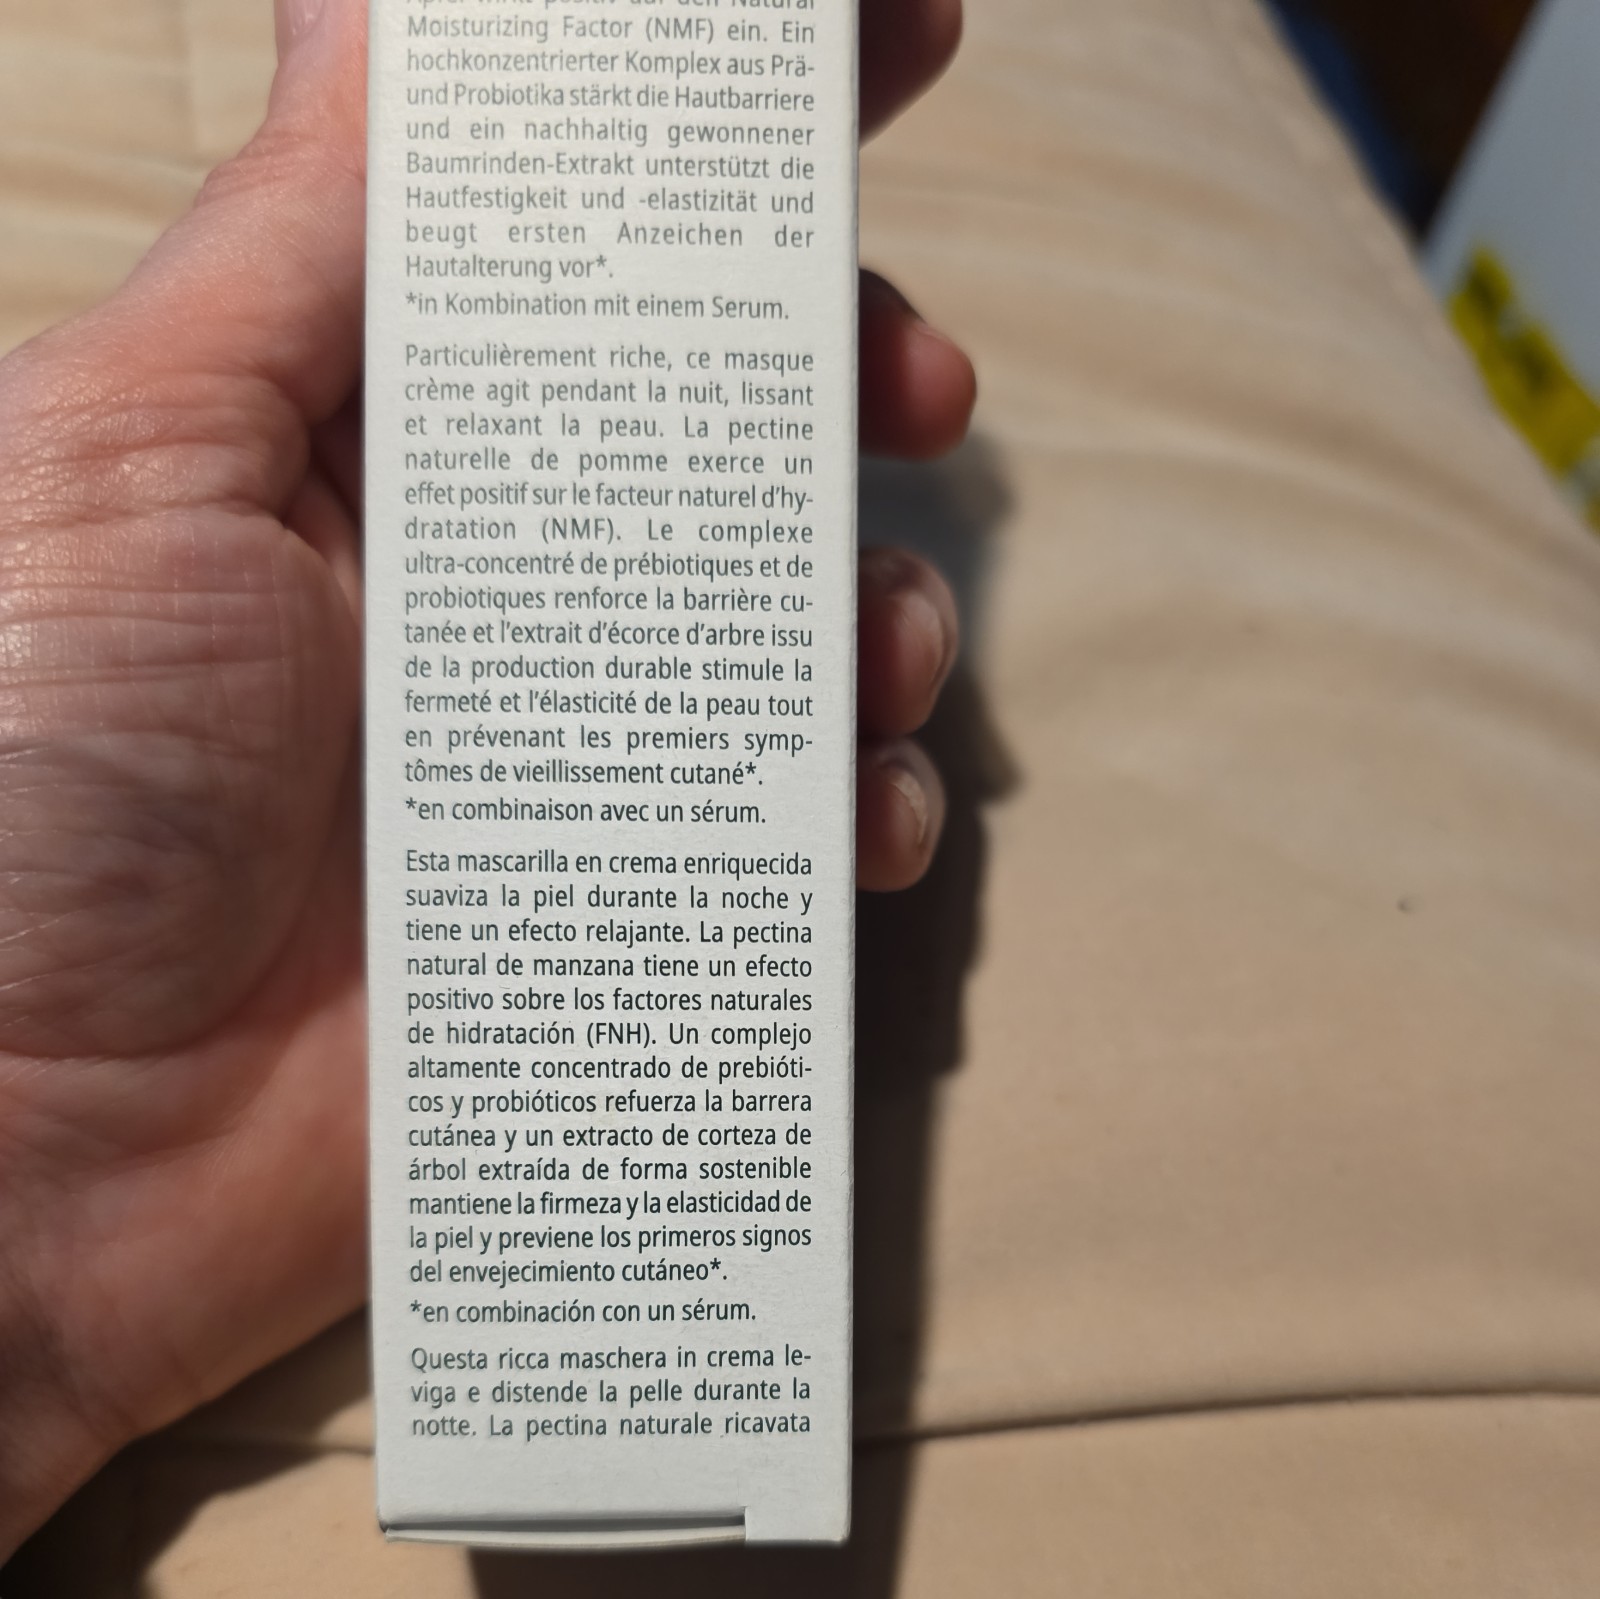 Moisturizing Factor (NMF) ein. Ein
hochkonzentrierter Komplex aus Prä-
und Probiotika stärkt die Hautbarriere
und ein nachhaltig gewonnener
Baumrinden-Extrakt unterstützt die
Hautfestigkeit und -elastizität und
beugt ersten Anzeichen der
Hautalterung vor*.
*in Kombination mit einem Serum.
Particulièrement riche, ce masque
crème agit pendant la nuit, lissant
et relaxant la peau. La pectine
naturelle de pomme exerce un
effet positif sur le facteur naturel d’hy-
dratation (NMF). Le complexe
ultra-concentré de prébiotiques et de
probiotiques renforce la barrière cu-
tanée et l’extrait d’écorce d’arbre issu
de la production durable stimule la
fermeté et l’élasticité de la peau tout
en prévenant les premiers symp-
tômes de vieillissement cutané*.
*en combinaison avec un sérum.
Esta mascarilla en crema enriquecida
suaviza la piel durante la noche y
tiene un efecto relajante. La pectina
natural de manzana tiene un efecto
positivo sobre los factores naturales
de hidratación (FNH). Un complejo
altamente concentrado de prebióti-
cos y probióticos refuerza la barrera
cutánea y un extracto de corteza de
árbol extraída de forma sostenible
mantiene la firmeza y la elasticidad de
la piel y previene los primeros signos
del envejecimiento cutáneo*.
*en combinación con un sérum.
Questa ricca maschera in crema le-
viga e distende la pelle durante la
notte. La pectina naturale ricavata